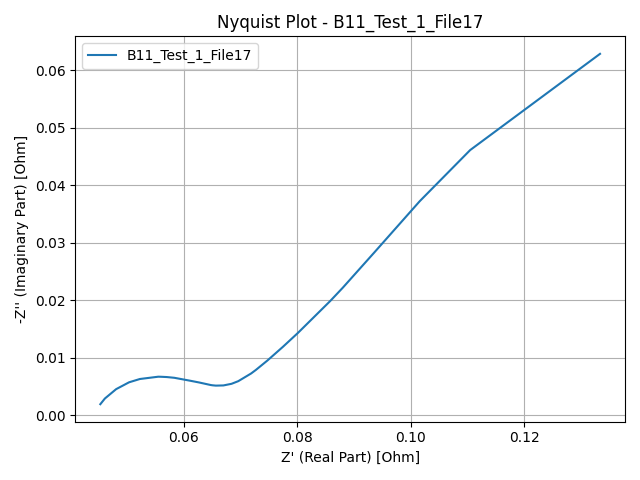 Nyquist Plot - B11_Test_1_File17
B11_Test_1_File17
-Z'' (Imaginary Part) [Ohm]
0.06
0.05
0.04
0.03
0.02
0.01
0.00
0.06 0.08 0.10 0.12
Z' (Real Part) [Ohm]